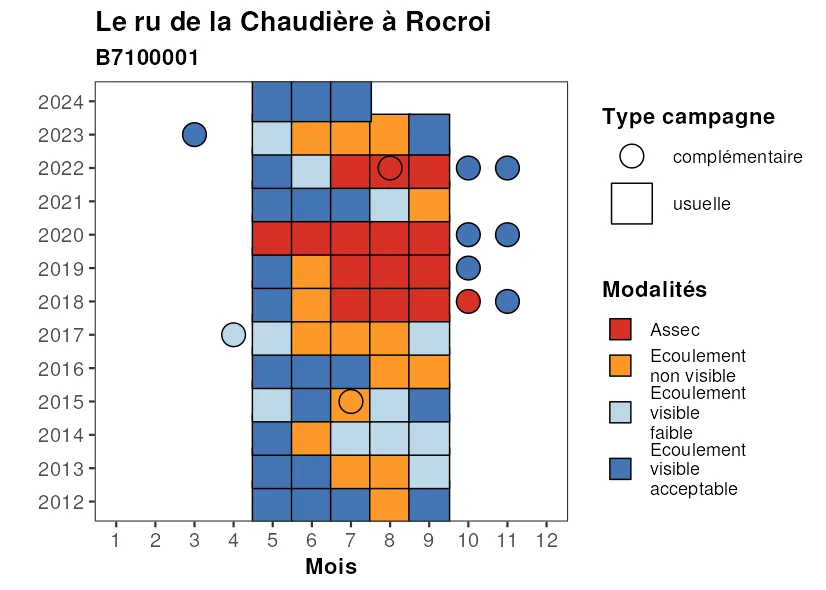 Le ru de la Chaudière à Rocroi
B7100001
2024
2023
2022
2021
2020
2019
2018
2017
2016
2015
2014
2013
2012
1 2 3 4 5 6 7 8 9 10 11 12
Mois
Type campagne
complémentaire
usuelle
Modalités
Assec
Ecoulement
non visible
Ecoulement
visible
faible
Ecoulement
visible
acceptable